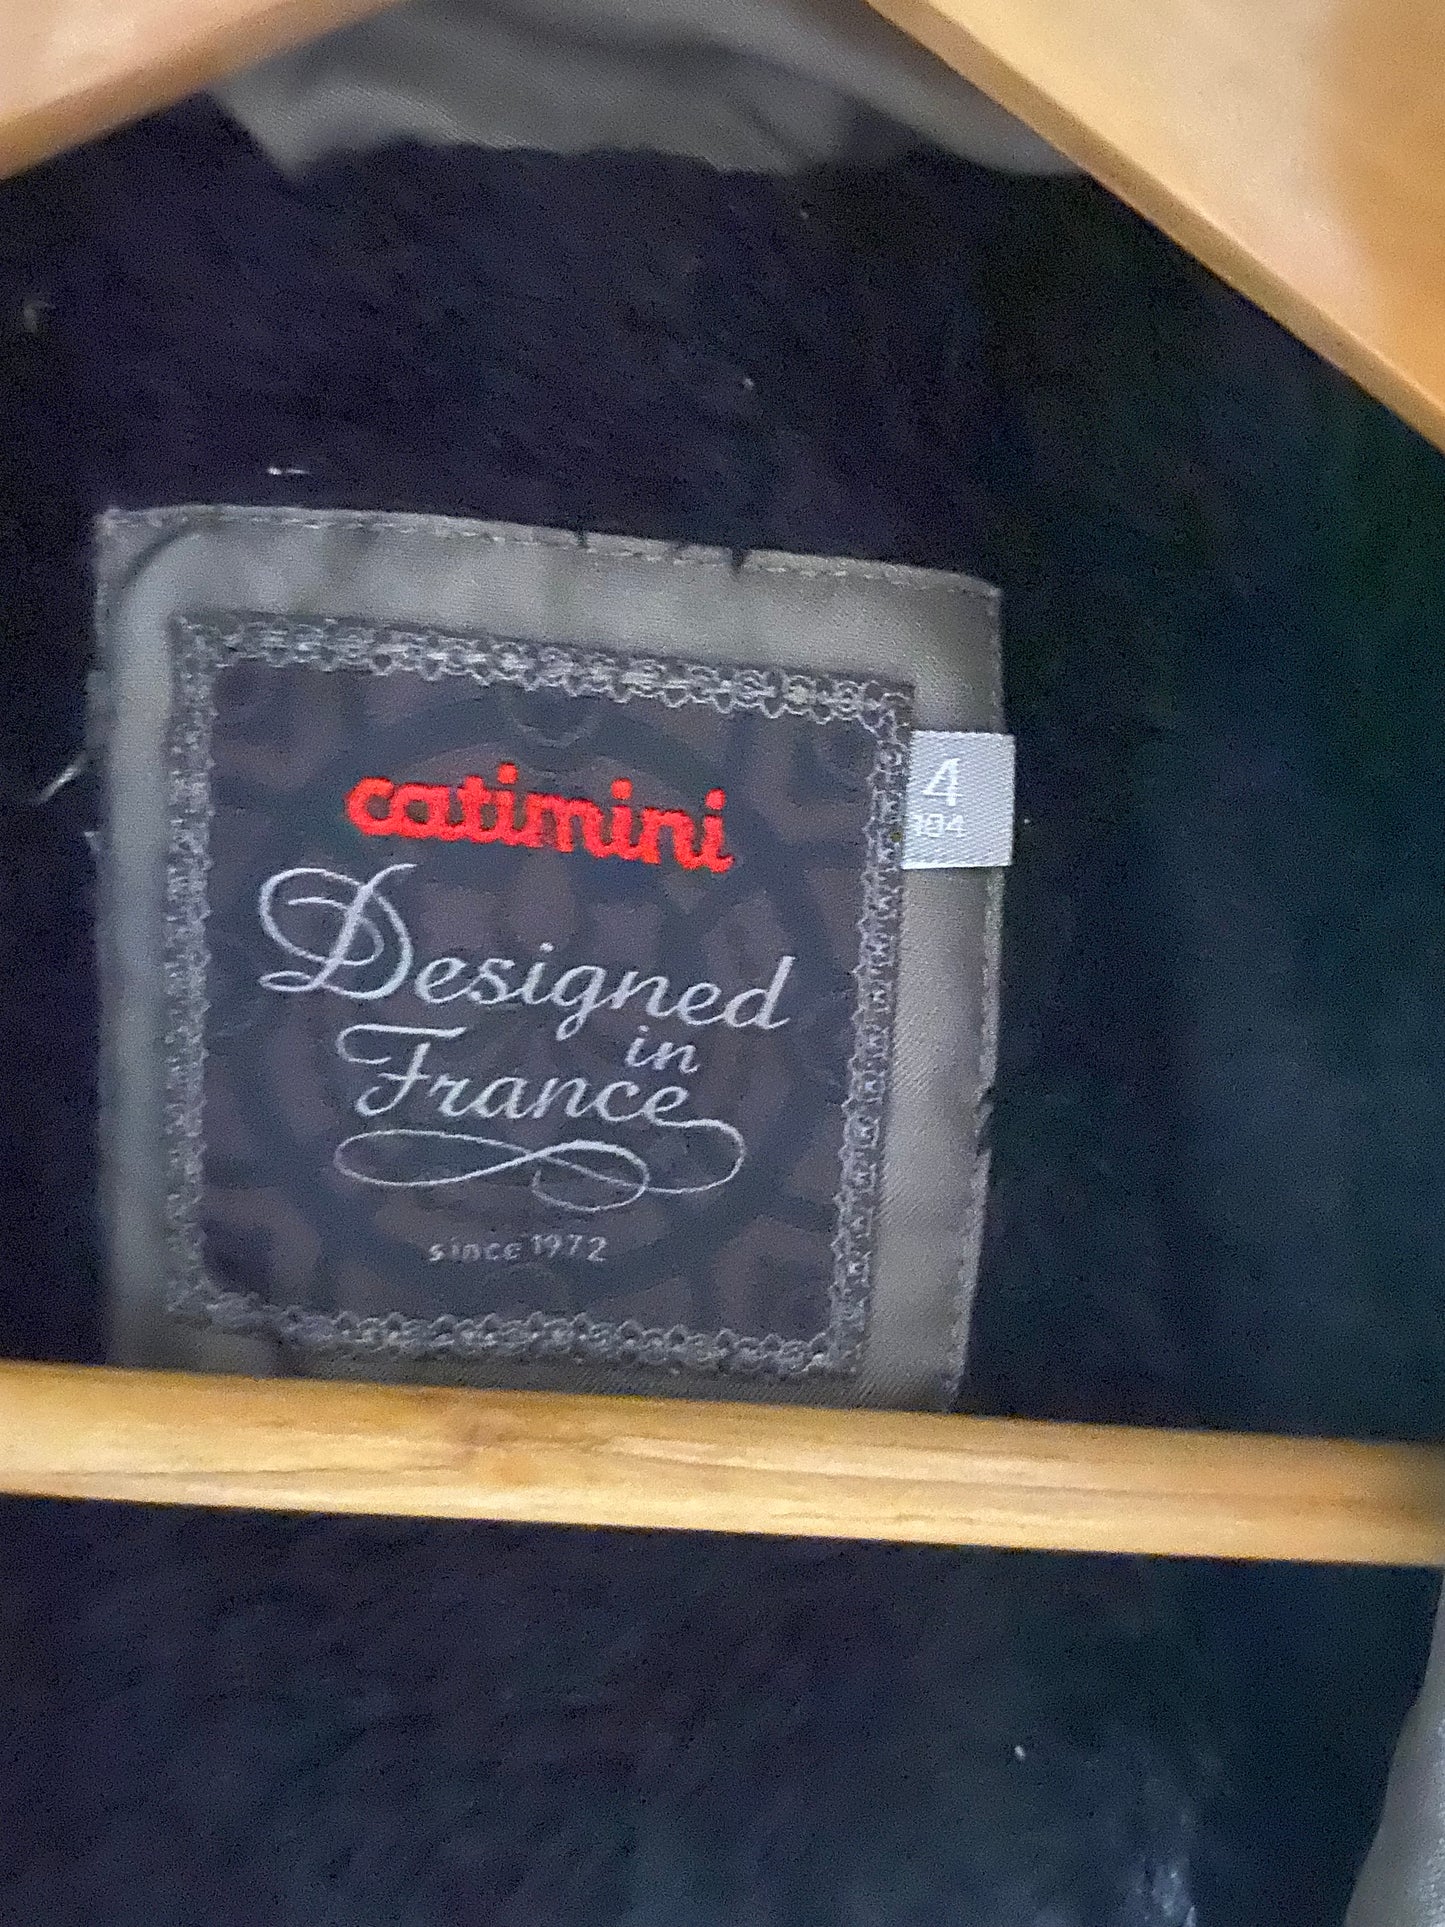 catimini
4
104
Designed
in
France
since 1972